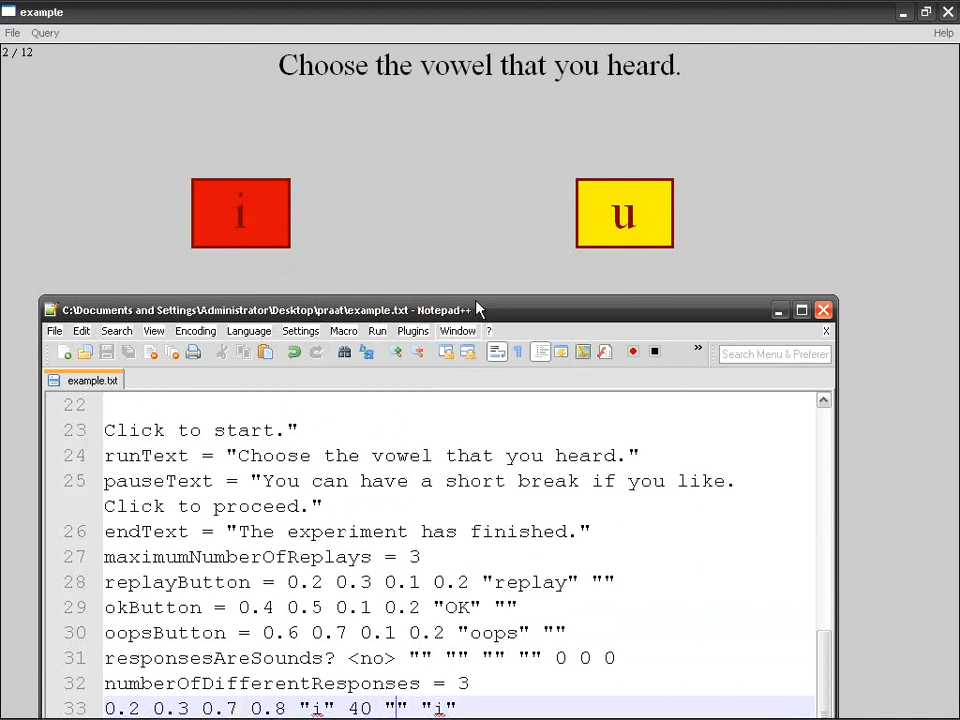 example
File Query Help
2 / 12
Choose the vowel that you heard.
i u
C:\Documents and Settings\Administrator\Desktop\praat\example.txt - Notepad++
File Edit Search View Encoding Language Settings Macro Run Plugins Window ? X
» Search Menu & Preferer
example.txt
22
23 Click to start."
24 runText = "Choose the vowel that you heard."
25 pauseText = "You can have a short break if you like.
Click to proceed."
26 endText = "The experiment has finished."
27 maximumNumberOfReplays = 3
28 replayButton = 0.2 0.3 0.1 0.2 "replay" ""
29 okButton = 0.4 0.5 0.1 0.2 "OK" ""
30 oopsButton = 0.6 0.7 0.1 0.2 "oops" ""
31 responsesAreSounds? <no> "" "" "" "" 0 0 0
32 numberOfDifferentResponses = 3
33 0.2 0.3 0.7 0.8 "i" 40 "" "i"